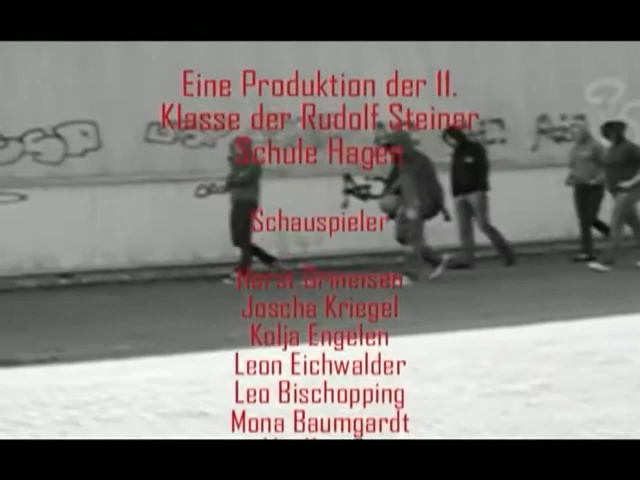 Eine Produktion der 11.
Klasse der Rudolf Steiner
Schule Hagen
Schauspieler
Horst
Joscha Kriegel
Kolja Engelen
Leon Eichwalder
Leo Bischopping
Mona Baumgardt